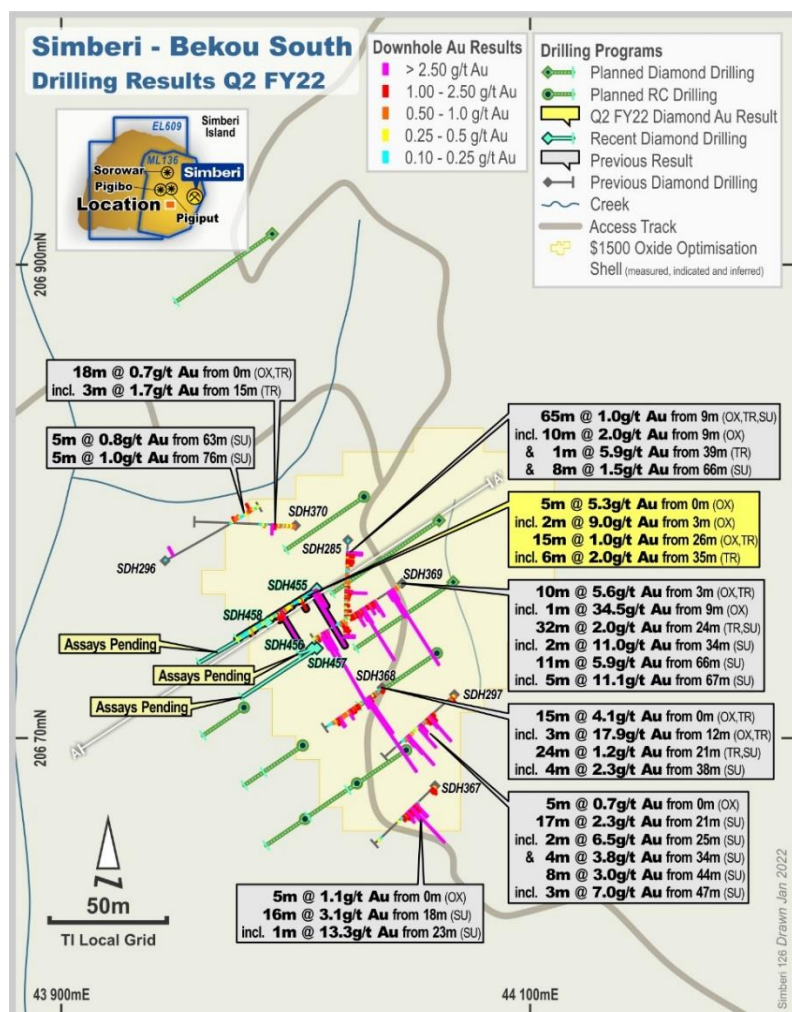 Simberi - Bekou South
Drilling Results Q2 FY22
Downhole Au Results
> 2.50 g/t Au
1.00 - 2.50 g/t Au
0.50 - 1.0 g/t Au
0.25 - 0.5 g/t Au
0.10 - 0.25 g/t Au
Drilling Programs
Planned Diamond Drilling
Planned RC Drilling
Q2 FY22 Diamond Au Result
Recent Diamond Drilling
Previous Result
Previous Diamond Drilling
Creek
Access Track
$1500 Oxide Optimisation
Shell (measured, indicated and inferred)
EL609
Simberi
Island
ML136
Sorowar
Simberi
Pigibo
Location
Pigiput
206 900mN
18m @ 0.7g/t Au from 0m (OX,TR)
incl. 3m @ 1.7g/t Au from 15m (TR)
5m @ 0.8g/t Au from 63m (SU)
5m @ 1.0g/t Au from 76m (SU)
65m @ 1.0g/t Au from 9m (OX,TR,SU)
incl. 10m @ 2.0g/t Au from 9m (OX)
& 1m @ 5.9g/t Au from 39m (TR)
& 8m @ 1.5g/t Au from 66m (SU)
A'
5m @ 5.3g/t Au from 0m (OX)
incl. 2m @ 9.0g/t Au from 3m (OX)
15m @ 1.0g/t Au from 26m (OX,TR)
incl. 6m @ 2.0g/t Au from 35m (TR)
SDH370
SDH285
SDH296
SDH369
SDH455
SDH458
SDH456
SDH457
10m @ 5.6g/t Au from 3m (OX,TR)
incl. 1m @ 34.5g/t Au from 9m (OX)
32m @ 2.0g/t Au from 24m (TR,SU)
incl. 2m @ 11.0g/t Au from 34m (SU)
11m @ 5.9g/t Au from 66m (SU)
incl. 5m @ 11.1g/t Au from 67m (SU)
Assays Pending
Assays Pending
Assays Pending
SDH368
SDH297
15m @ 4.1g/t Au from 0m (OX,TR)
incl. 3m @ 17.9g/t Au from 12m (OX,TR)
24m @ 1.2g/t Au from 21m (TR,SU)
incl. 4m @ 2.3g/t Au from 38m (SU)
206 70mN
A
SDH367
5m @ 0.7g/t Au from 0m (OX)
17m @ 2.3g/t Au from 21m (SU)
incl. 2m @ 6.5g/t Au from 25m (SU)
& 4m @ 3.8g/t Au from 34m (SU)
8m @ 3.0g/t Au from 44m (SU)
incl. 3m @ 7.0g/t Au from 47m (SU)
5m @ 1.1g/t Au from 0m (OX)
16m @ 3.1g/t Au from 18m (SU)
incl. 1m @ 13.3g/t Au from 23m (SU)
N
50m
TI Local Grid
43 900mE
44 100mE
Simberi 126 Drawn Jan 2022